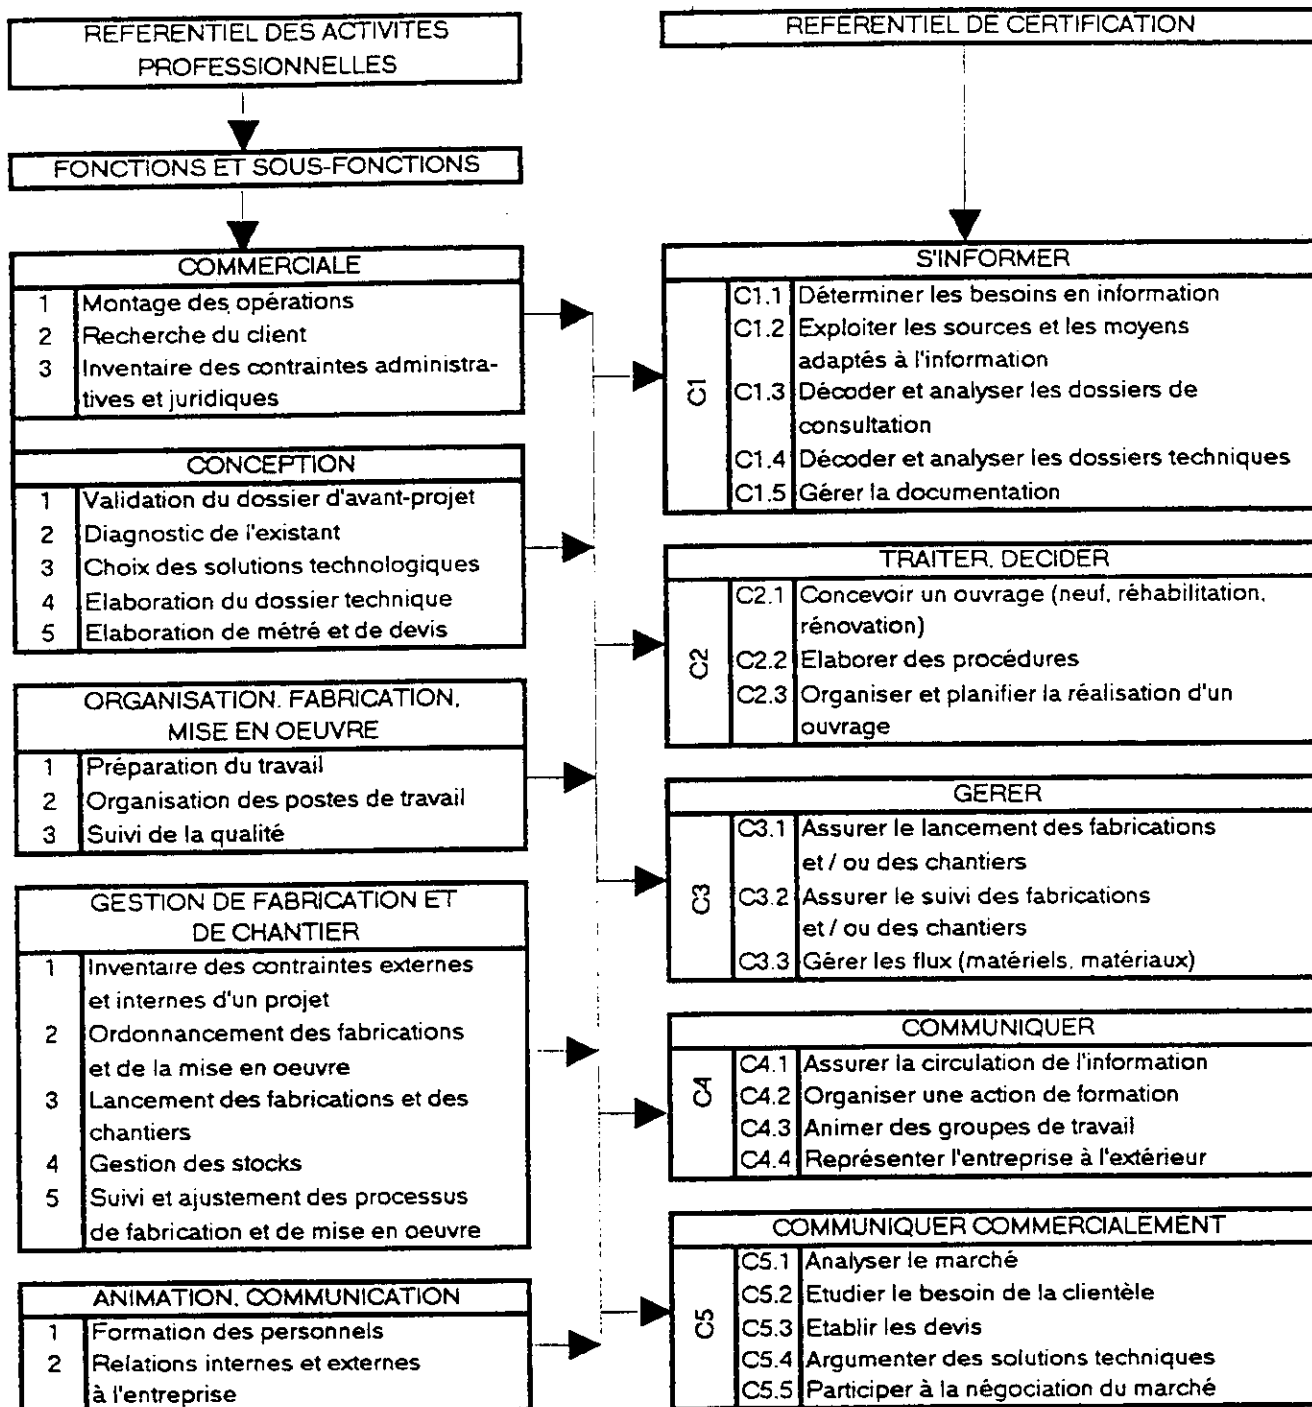 REFERENTIEL DES ACTIVITES
PROFESSIONNELLES
FONCTIONS ET SOUS-FONCTIONS
COMMERCIALE
1 Montage des opérations
2 Recherche du client
3 Inventaire des contraintes administra-
tives et juridiques
CONCEPTION
1 Validation du dossier d'avant-projet
2 Diagnostic de l'existant
3 Choix des solutions technologiques
4 Elaboration du dossier technique
5 Elaboration de métré et de devis
ORGANISATION. FABRICATION,
MISE EN OEUVRE
1 Préparation du travail
2 Organisation des postes de travail
3 Suivi de la qualité
GESTION DE FABRICATION ET
DE CHANTIER
1 Inventaire des contraintes externes
et internes d'un projet
2 Ordonnancement des fabrications
et de la mise en oeuvre
3 Lancement des fabrications et des
chantiers
4 Gestion des stocks
5 Suivi et ajustement des processus
de fabrication et de mise en oeuvre
ANIMATION. COMMUNICATION
1 Formation des personnels
2 Relations internes et externes
à l'entreprise
REFERENTIEL DE CERTIFICATION
S'INFORMER
C1
C1.1 Déterminer les besoins en information
C1.2 Exploiter les sources et les moyens
adaptés à l'information
C1.3 Décoder et analyser les dossiers de
consultation
C1.4 Décoder et analyser les dossiers techniques
C1.5 Gérer la documentation
TRAITER. DECIDER
C2
C2.1 Concevoir un ouvrage (neuf, réhabilitation,
rénovation)
C2.2 Elaborer des procédures
C2.3 Organiser et planifier la réalisation d'un
ouvrage
GERER
C3
C3.1 Assurer le lancement des fabrications
et / ou des chantiers
C3.2 Assurer le suivi des fabrications
et / ou des chantiers
C3.3 Gérer les flux (matériels, matériaux)
COMMUNIQUER
C4
C4.1 Assurer la circulation de l'information
C4.2 Organiser une action de formation
C4.3 Animer des groupes de travail
C4.4 Représenter l'entreprise à l'extérieur
COMMUNIQUER COMMERCIALEMENT
C5
C5.1 Analyser le marché
C5.2 Etudier le besoin de la clientèle
C5.3 Etablir les devis
C5.4 Argumenter des solutions techniques
C5.5 Participer à la négociation du marché